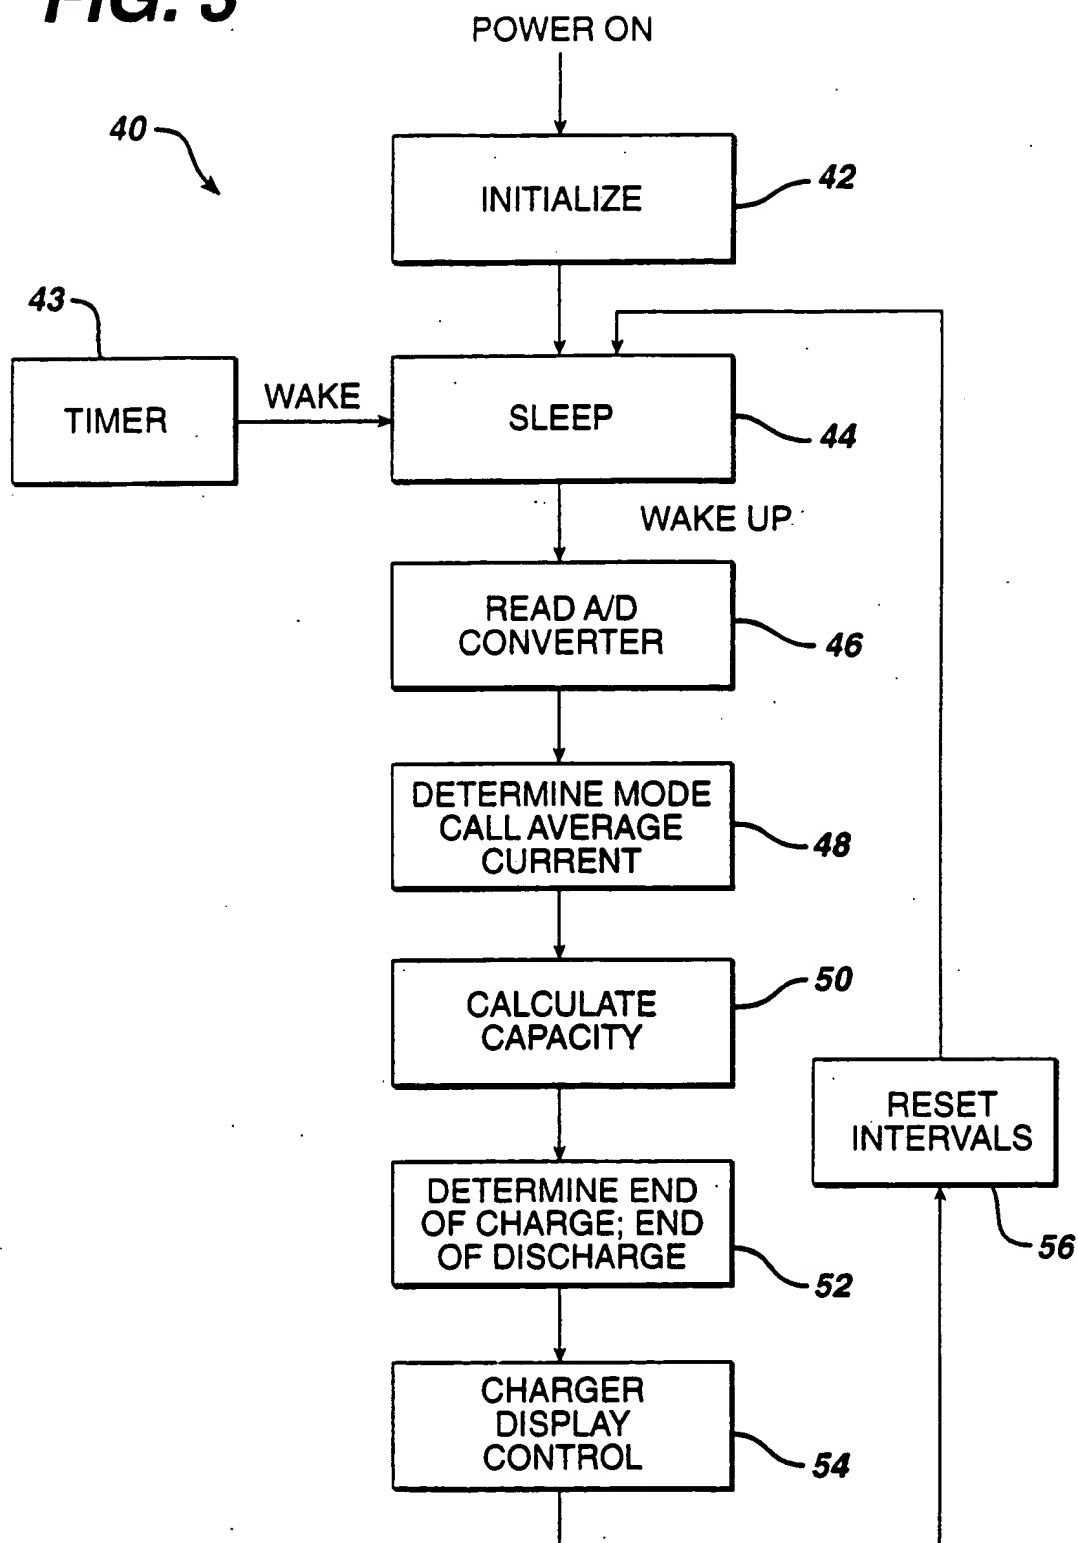 POWER ON
40
INITIALIZE
42
43
TIMER
WAKE
SLEEP
44
WAKE UP
READ A/D
CONVERTER
46
DETERMINE MODE
CALL AVERAGE
CURRENT
48
CALCULATE
CAPACITY
50
RESET
INTERVALS
56
DETERMINE END
OF CHARGE; END
OF DISCHARGE
52
CHARGER
DISPLAY
CONTROL
54